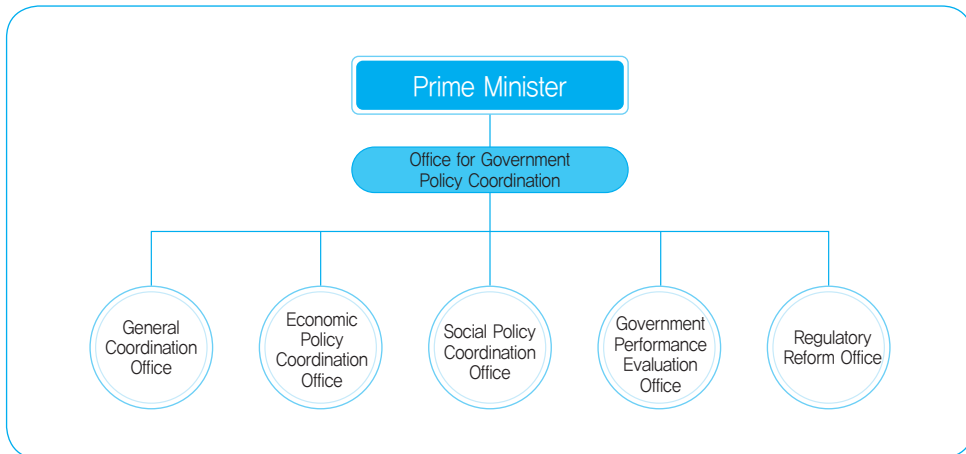 Prime Minister
Office for Government
Policy Coordination
General
Coordination
Office
Economic
Policy
Coordination
Office
Social Policy
Coordination
Office
Government
Performance
Evaluation
Office
Regulatory
Reform Office